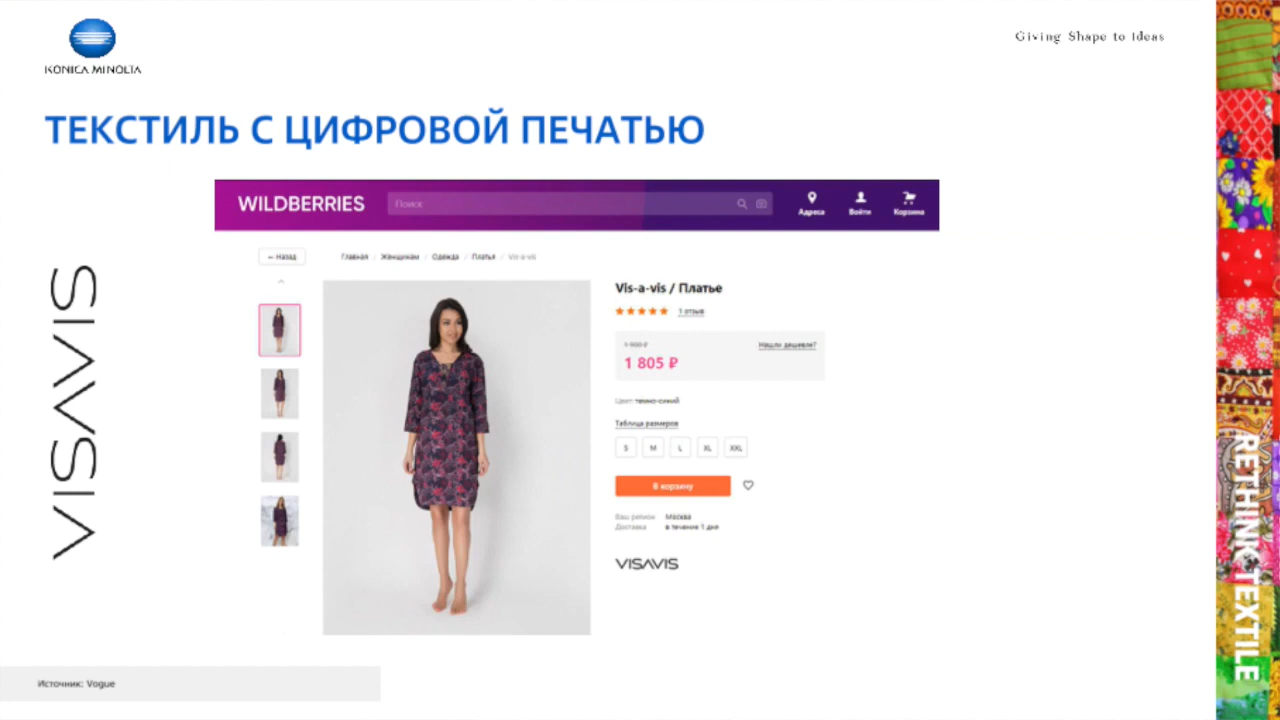 KONICA MINOLTA
Giving Shape to Ideas
ТЕКСТИЛЬ С ЦИФРОВОЙ ПЕЧАТЬЮ
WILDBERRIES
Поиск
Адреса
Войти
Корзина
← Назад
Главная / Женщинам / Одежда / Платья / Vis-a-vis
Vis-a-vis / Платье
1 отзыв
1 900 ₽
Нашли дешевле?
1 805 ₽
Цвет: темно-синий
Таблица размеров
S M L XL XXL
В корзину
Ваш регион Москва
Доставка в течение 1 дня
VISAVIS
VISAVIS
RETHINK TEXTILE
Источник: Vogue